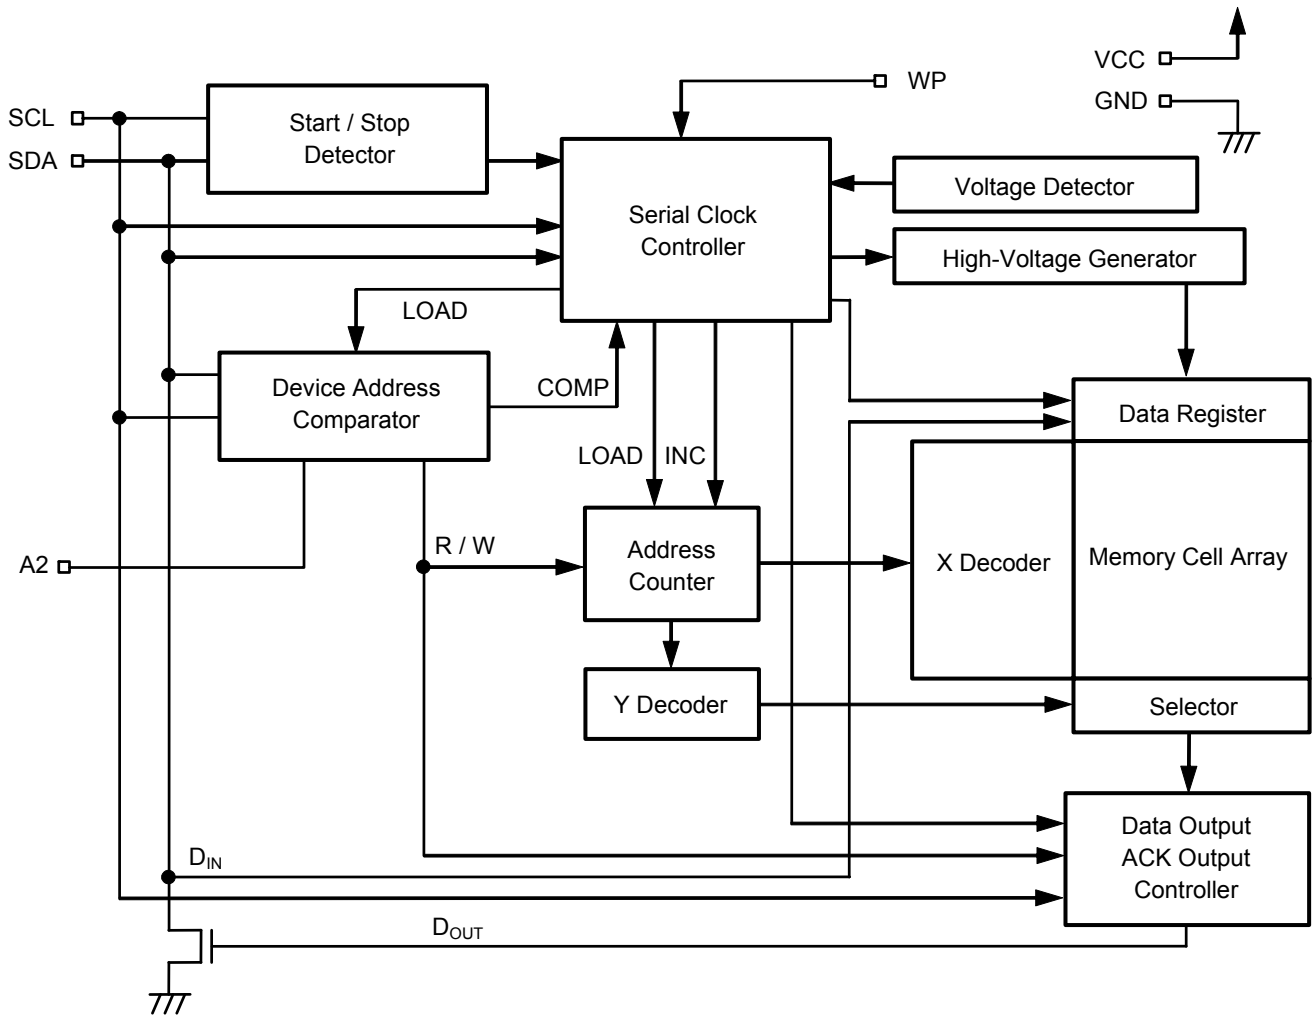 VCC
WP
GND
SCL
SDA
Start / Stop
Detector
Voltage Detector
Serial Clock
Controller
High-Voltage Generator
LOAD
Device Address
Comparator
COMP
Data Register
LOAD
INC
A2
R / W
Address
Counter
X Decoder
Memory Cell Array
Y Decoder
Selector
Data Output
ACK Output
Controller
DIN
DOUT